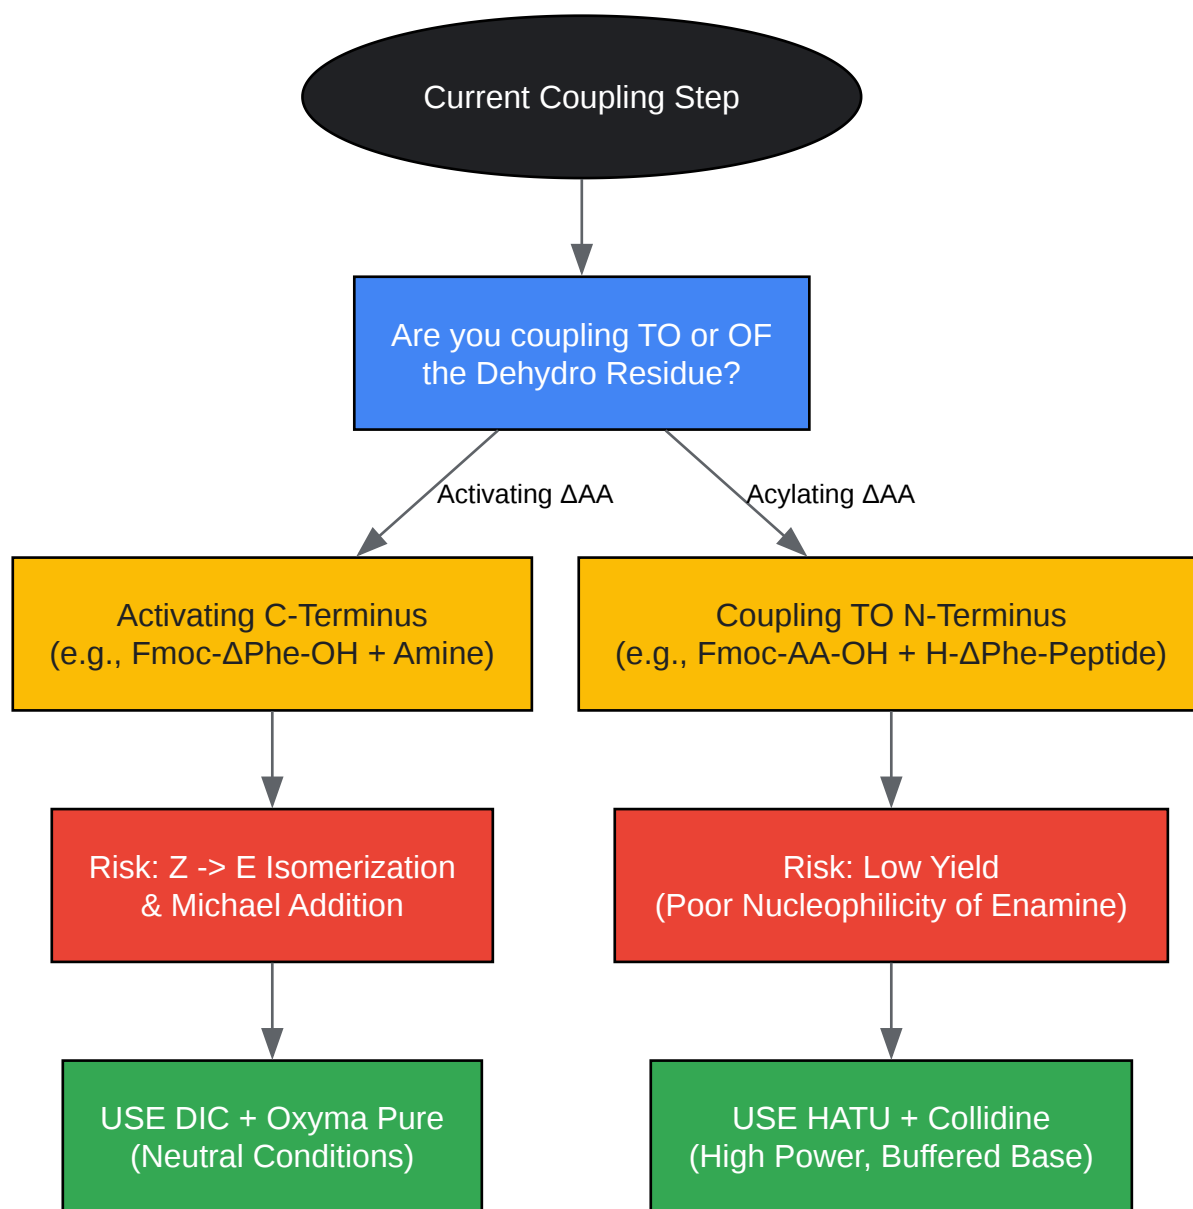 Current Coupling Step
Are you coupling TO or OF
the Dehydro Residue?
Activating ΔAA
Acylating ΔAA
Activating C-Terminus
(e.g., Fmoc-ΔPhe-OH + Amine)
Coupling TO N-Terminus
(e.g., Fmoc-AA-OH + H-ΔPhe-Peptide)
Risk: Z -> E Isomerization
& Michael Addition
Risk: Low Yield
(Poor Nucleophilicity of Enamine)
USE DIC + Oxyma Pure
(Neutral Conditions)
USE HATU + Collidine
(High Power, Buffered Base)